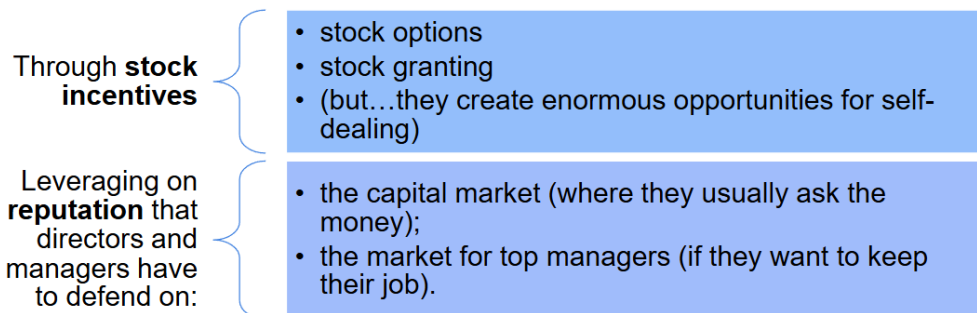 Through stock
incentives
• stock options
• stock granting
• (but…they create enormous opportunities for self-
dealing)
Leveraging on
reputation that
directors and
managers have
to defend on:
• the capital market (where they usually ask the
money);
• the market for top managers (if they want to keep
their job).